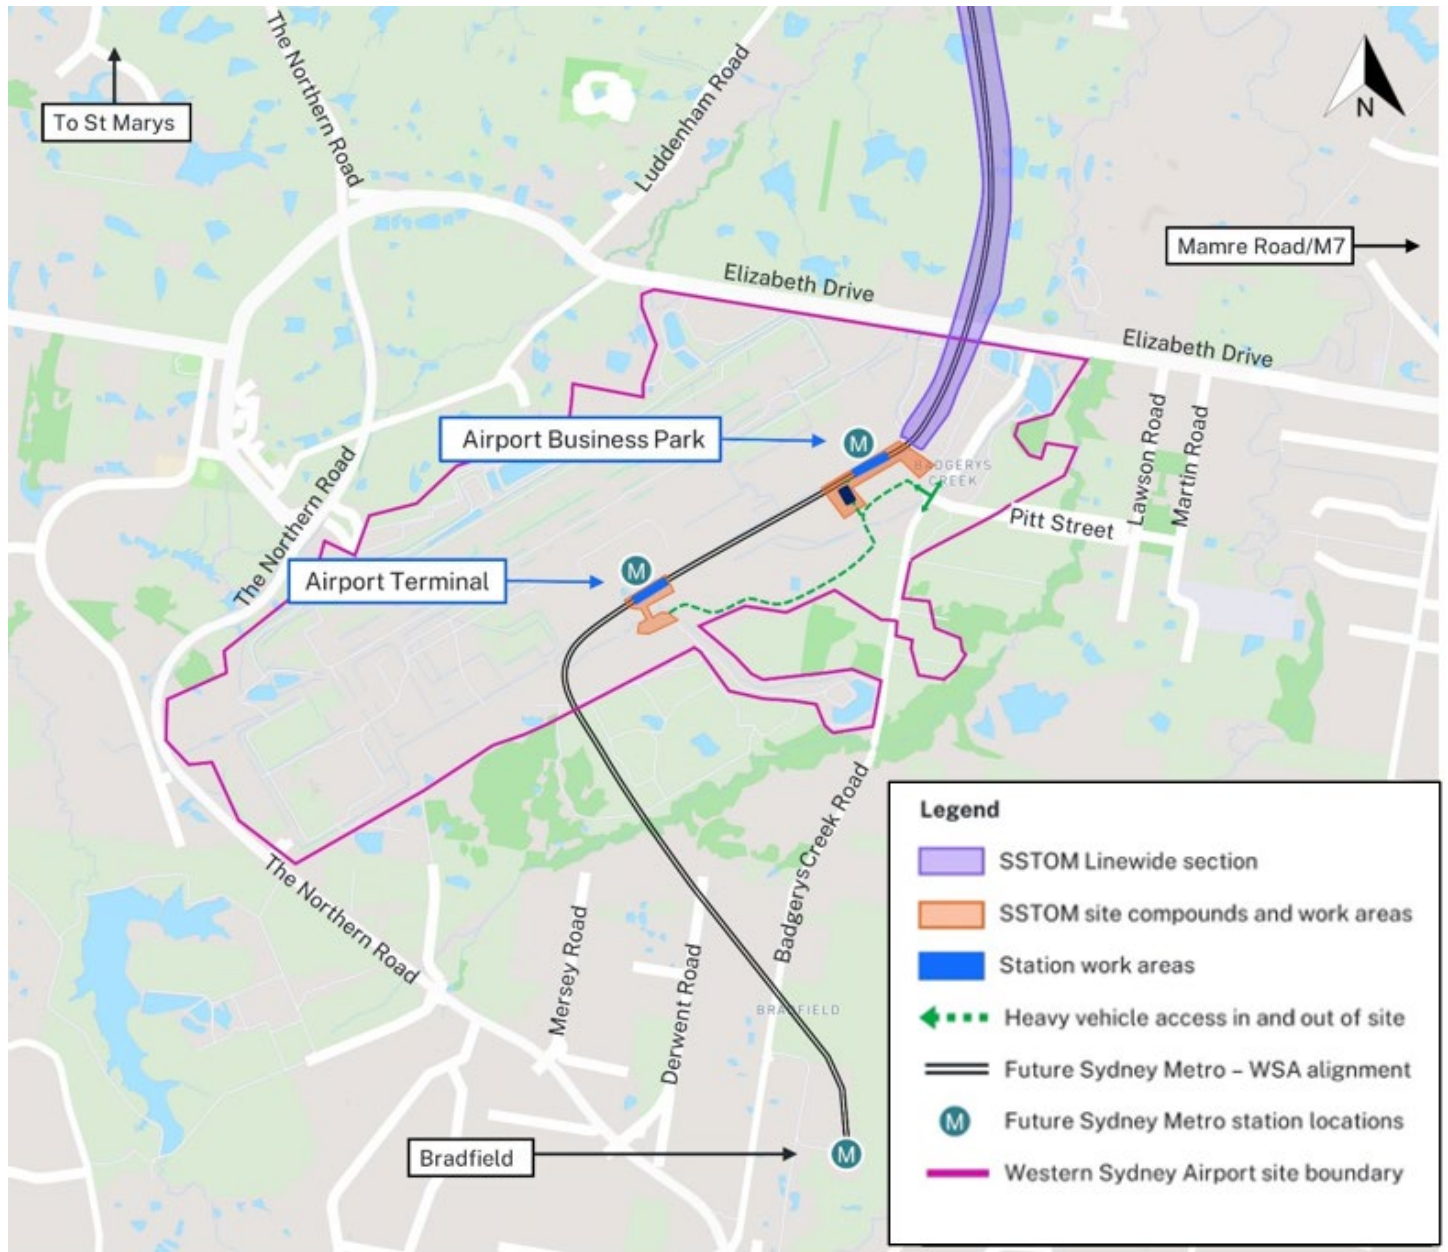 The Northern Road
Luddenham Road
To St Marys
N
Mamre Road/M7
Elizabeth Drive
Elizabeth Drive
Airport Business Park
M
BADGERYS
CREEK
Lawson Road
Martin Road
The Northern Road
Pitt Street
Airport Terminal
M
BadgerysCreek Road
The Northern Road
Mersey Road
Derwent Road
BRADFIELD
Bradfield
M
Legend
SSTOM Linewide section
SSTOM site compounds and work areas
Station work areas
Heavy vehicle access in and out of site
Future Sydney Metro – WSA alignment
M
Future Sydney Metro station locations
Western Sydney Airport site boundary